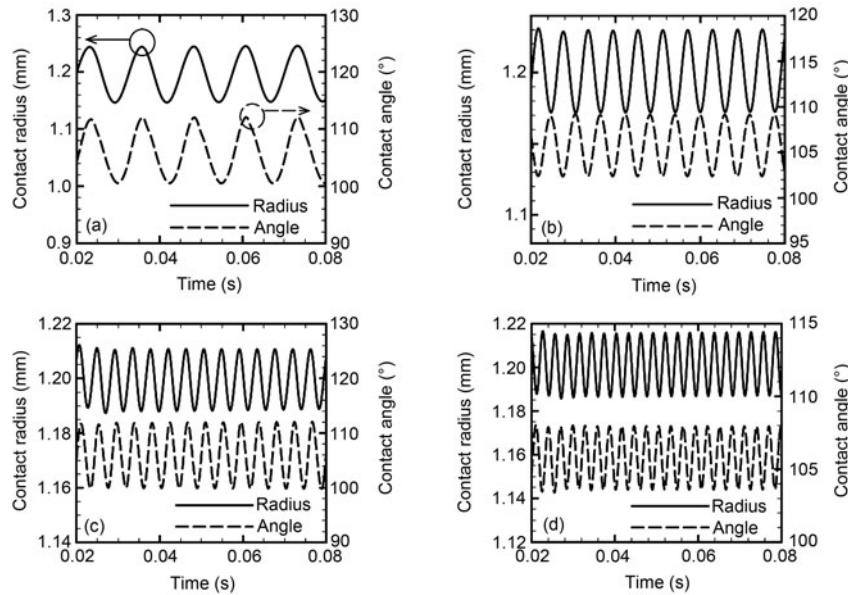 1.3
1.2
1.1
1.0
0.9
Contact radius (mm)
130
120
110
100
90
Contact angle (°)
Radius
Angle
(a)
0.02 0.04 0.06 0.08
Time (s)
1.2
1.1
Contact radius (mm)
120
115
110
105
100
95
Contact angle (°)
Radius
Angle
(b)
0.02 0.04 0.06 0.08
Time (s)
1.22
1.20
1.18
1.16
1.14
Contact radius (mm)
130
120
110
100
90
Contact angle (°)
Radius
Angle
(c)
0.02 0.04 0.06 0.08
Time (s)
1.22
1.20
1.18
1.16
1.14
1.12
Contact radius (mm)
115
110
105
100
Contact angle (°)
Radius
Angle
(d)
0.02 0.04 0.06 0.08
Time (s)